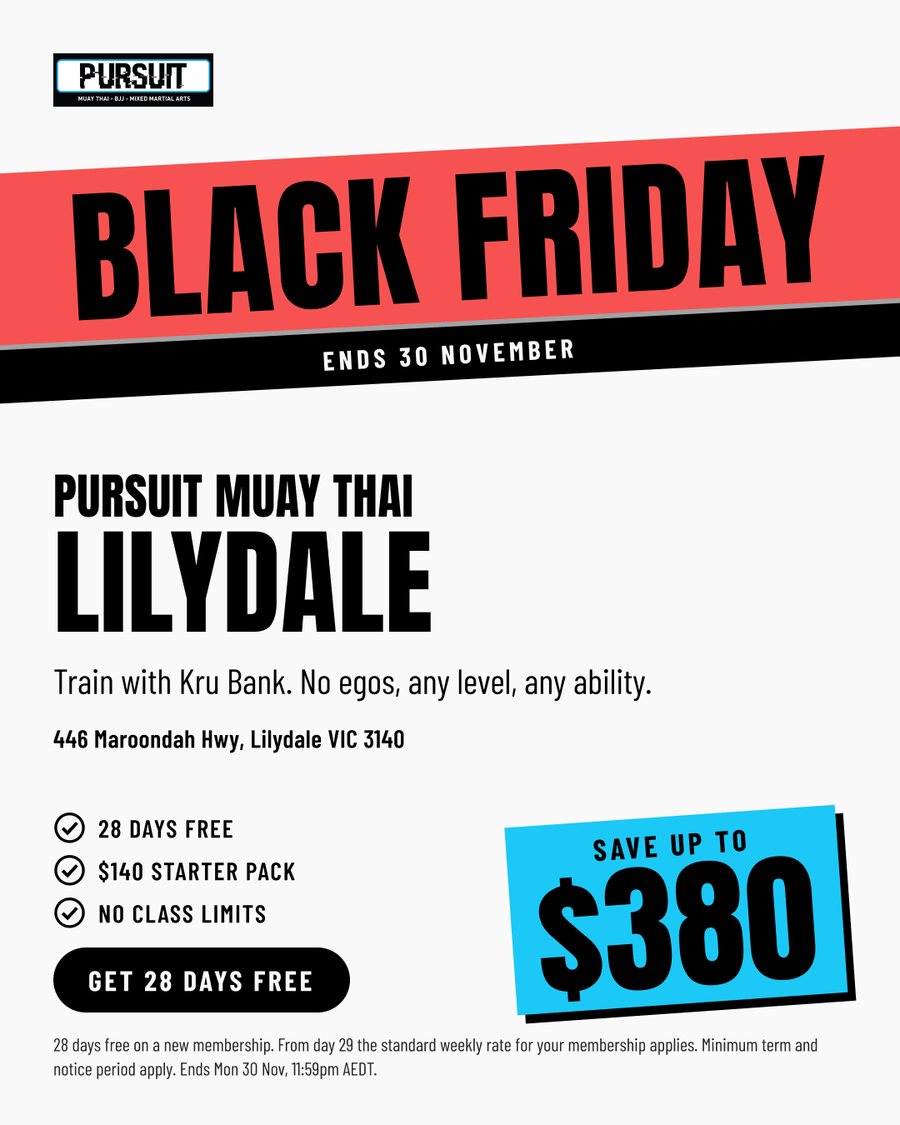 PURSUIT
MUAY THAI - BJJ - MIXED MARTIAL ARTS
BLACK FRIDAY
ENDS 30 NOVEMBER
PURSUIT MUAY THAI
LILYDALE
Train with Kru Bank. No egos, any level, any ability.
446 Maroondah Hwy, Lilydale VIC 3140
28 DAYS FREE
$140 STARTER PACK
NO CLASS LIMITS
GET 28 DAYS FREE
SAVE UP TO
$380
28 days free on a new membership. From day 29 the standard weekly rate for your membership applies. Minimum term and
notice period apply. Ends Mon 30 Nov, 11:59pm AEDT.